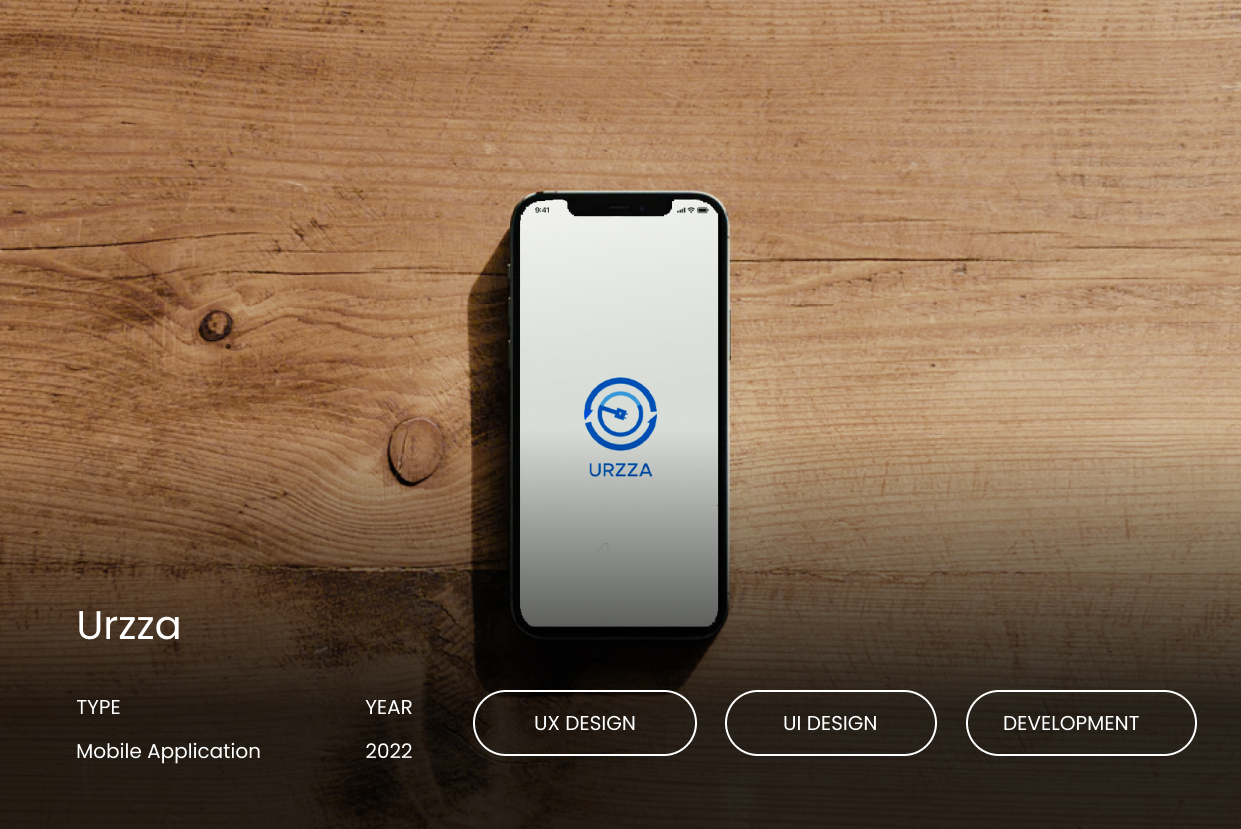 9:41
URZZA
Urzza
TYPE
Mobile Application
YEAR
2022
UX DESIGN
UI DESIGN
DEVELOPMENT